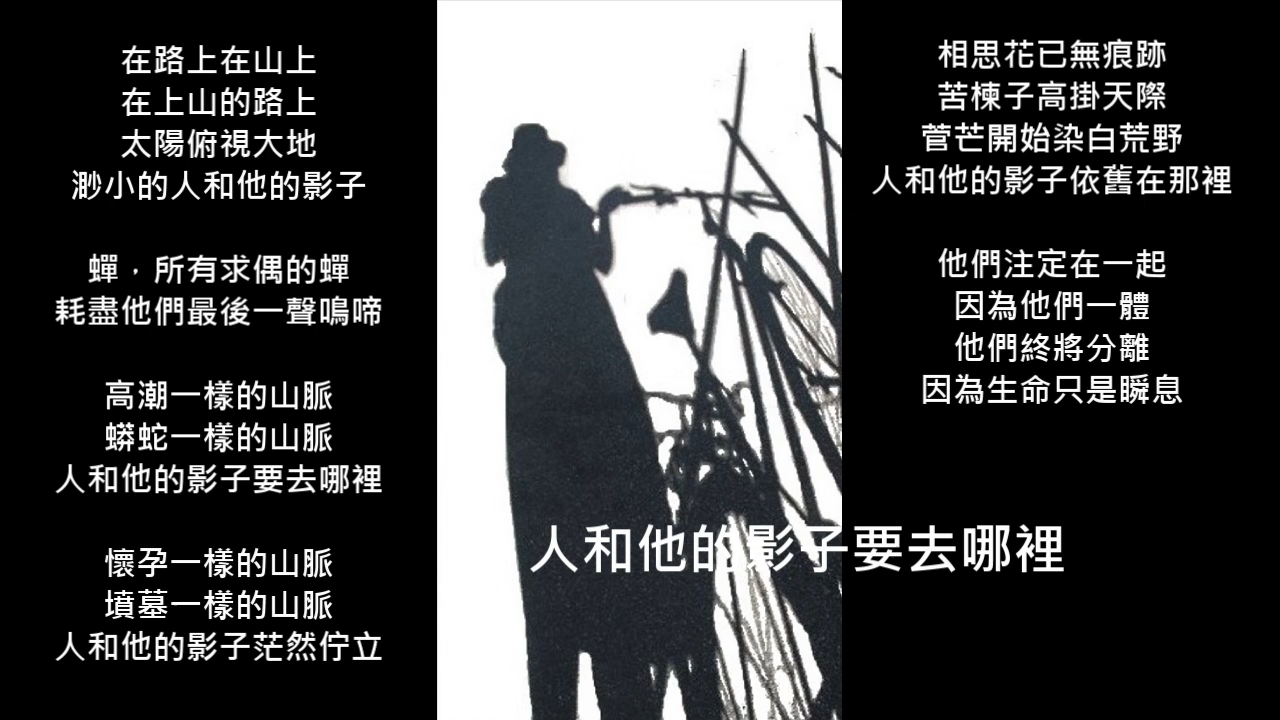 在路上在山上
在上山的路上
太陽俯視大地
渺小的人和他的影子
蟬，所有求偶的蟬
耗盡他們最後一聲鳴啼
高潮一樣的山脈
蟒蛇一樣的山脈
人和他的影子要去哪裡
懷孕一樣的山脈
墳墓一樣的山脈
人和他的影子茫然佇立
相思花已無痕跡
苦楝子高掛天際
菅芒開始染白荒野
人和他的影子依舊在那裡
他們注定在一起
因為他們一體
他們終將分離
因為生命只是瞬息
人和他的影子要去哪裡